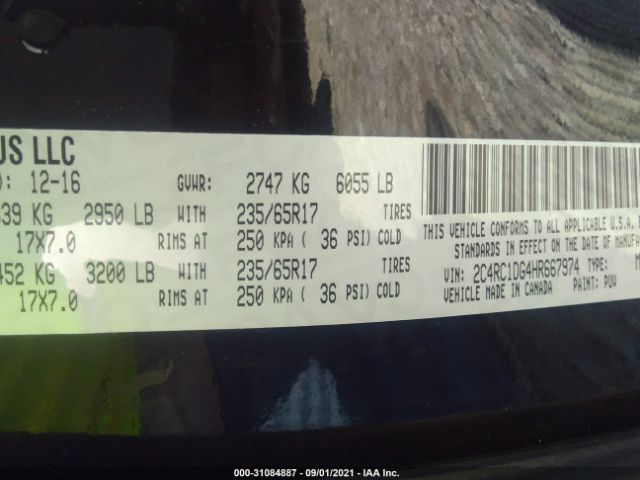 US LLC
12-16 GVWR: 2747 KG 6055 LB
639 KG 2950 LB WITH 235/65R17 TIRES
17X7.0 RIMS AT 250 KPA ( 36 PSI) COLD
452 KG 3200 LB WITH 235/65R17 TIRES
17X7.0 RIMS AT 250 KPA ( 36 PSI) COLD
THIS VEHICLE CONFORMS TO ALL APPLICABLE U.S.A.
STANDARDS IN EFFECT ON THE DATE OF
VIN: 2C4RC1DG4HR667974 TYPE: M
VEHICLE MADE IN CANADA PAINT: PUV
000-31084887 - 09/01/2021 - IAA Inc.